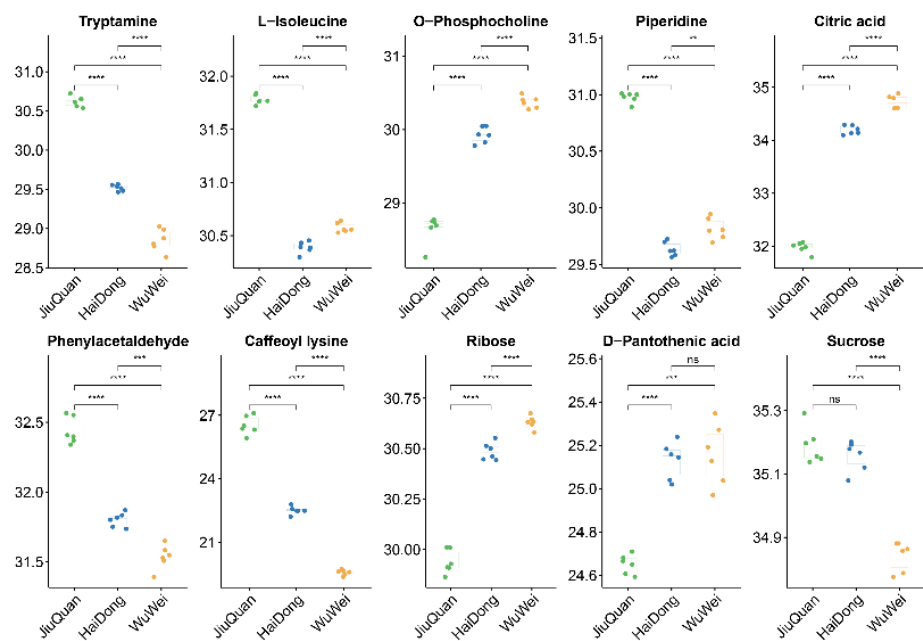 Tryptamine
L−Isoleucine
O−Phosphocholine
Piperidine
Citric acid
****
****
****
31.0
30.5
30.0
29.5
29.0
28.5
JiuQuan
HaiDong
WuWei
****
****
****
32.0
31.75
30.75
30.5
JiuQuan
HaiDong
WuWei
****
****
****
31
30
28
JiuQuan
HaiDong
WuWei
**
****
****
31.5
31.0
30.0
29.5
JiuQuan
HaiDong
WuWei
****
****
****
35
34
33
32
JiuQuan
HaiDong
WuWei
Phenylacetaldehyde
Caffeoyl lysine
Ribose
D−Pantothenic acid
Sucrose
***
****
****
32.5
32.0
31.5
JiuQuan
HaiDong
WuWei
****
****
****
27
24
21
JiuQuan
HaiDong
WuWei
****
****
****
30.75
30.50
30.25
30.00
JiuQuan
HaiDong
WuWei
ns
***
****
25.6
25.4
25.2
25.0
24.8
24.6
JiuQuan
HaiDong
WuWei
****
****
ns
35.3
35.1
34.9
JiuQuan
HaiDong
WuWei